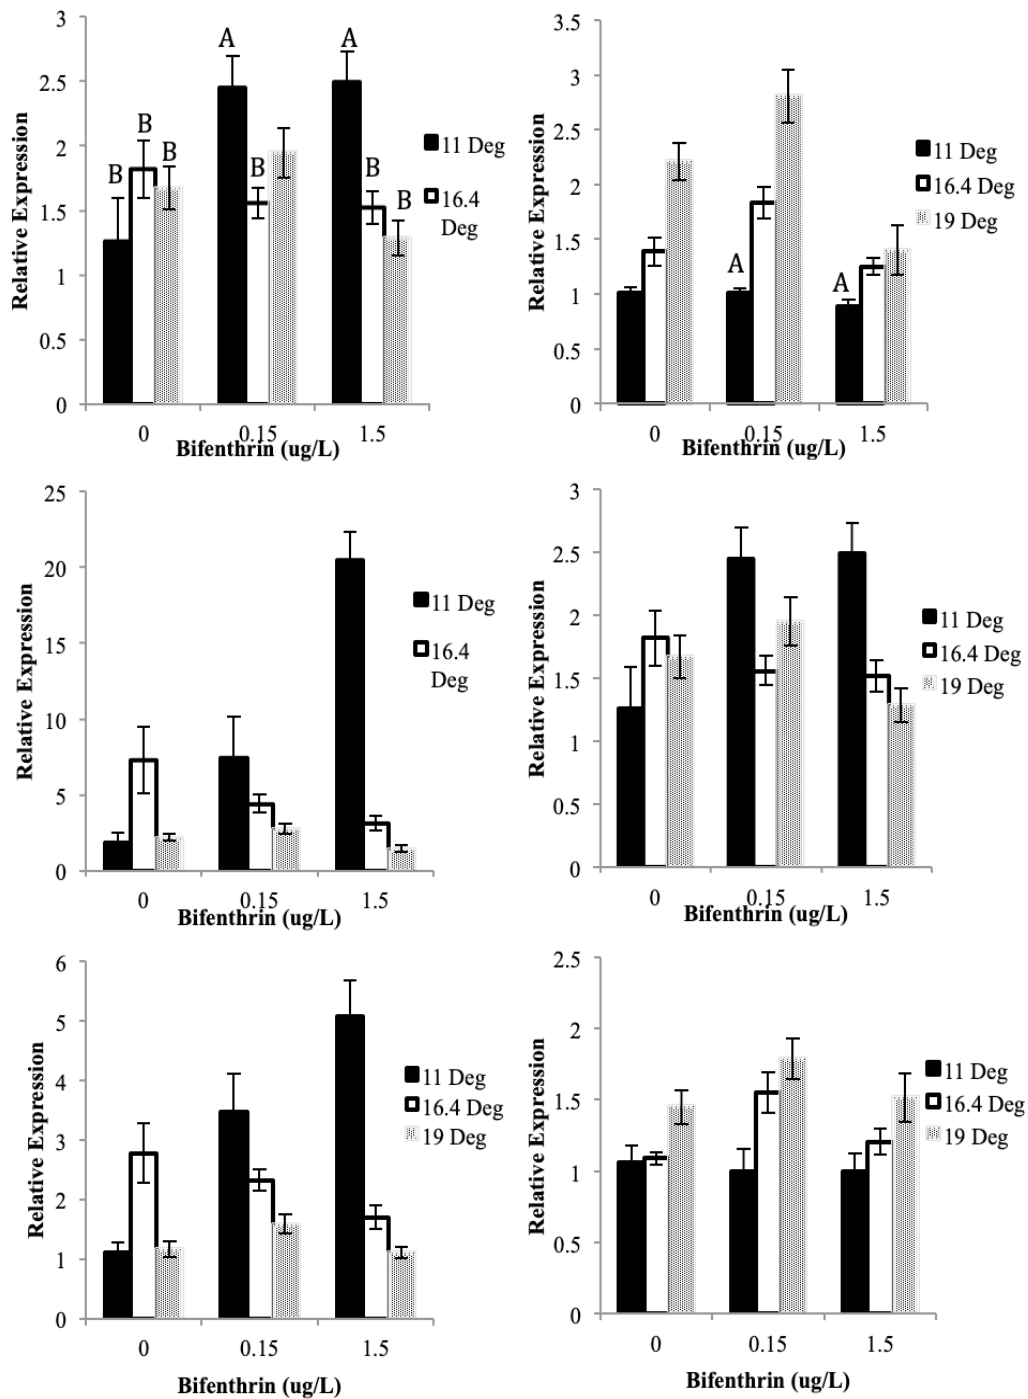 3
2.5
2
1.5
1
0.5
0
Relative Expression
B
B
B
A
B
A
B
B
0
0.15
1.5
Bifenthrin (ug/L)
11 Deg
16.4
Deg
3.5
3
2.5
2
1.5
1
0.5
0
Relative Expression
A
A
0
0.15
1.5
Bifenthrin (ug/L)
11 Deg
16.4 Deg
19 Deg
25
20
15
10
5
0
Relative Expression
0
0.15
1.5
Bifenthrin (ug/L)
11 Deg
16.4
Deg
3
2.5
2
1.5
1
0.5
0
Relative Expression
0
0.15
1.5
Bifenthrin (ug/L)
11 Deg
16.4 Deg
19 Deg
6
5
4
3
2
1
0
Relative Expression
0
0.15
1.5
Bifenthrin (ug/L)
11 Deg
16.4 Deg
19 Deg
2.5
2
1.5
1
0.5
0
Relative Expression
0
0.15
1.5
Bifenthrin (ug/L)
11 Deg
16.4 Deg
19 Deg